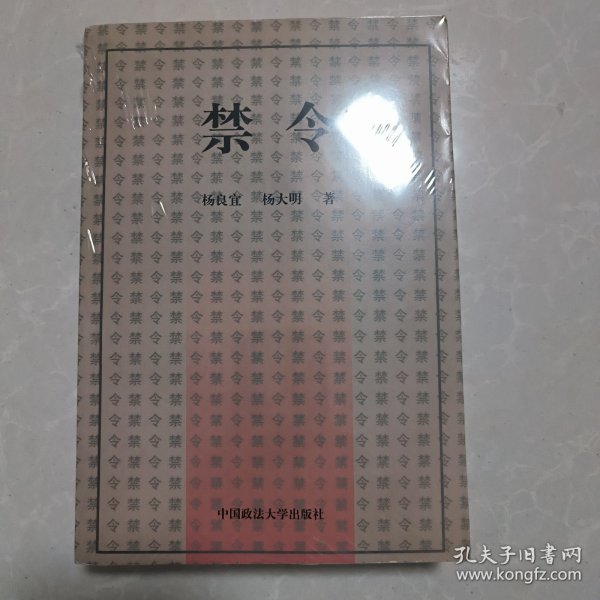 禁令
杨良宜 杨大明 著
中国政法大学出版社
孔夫子旧书网
www.kongfz.com